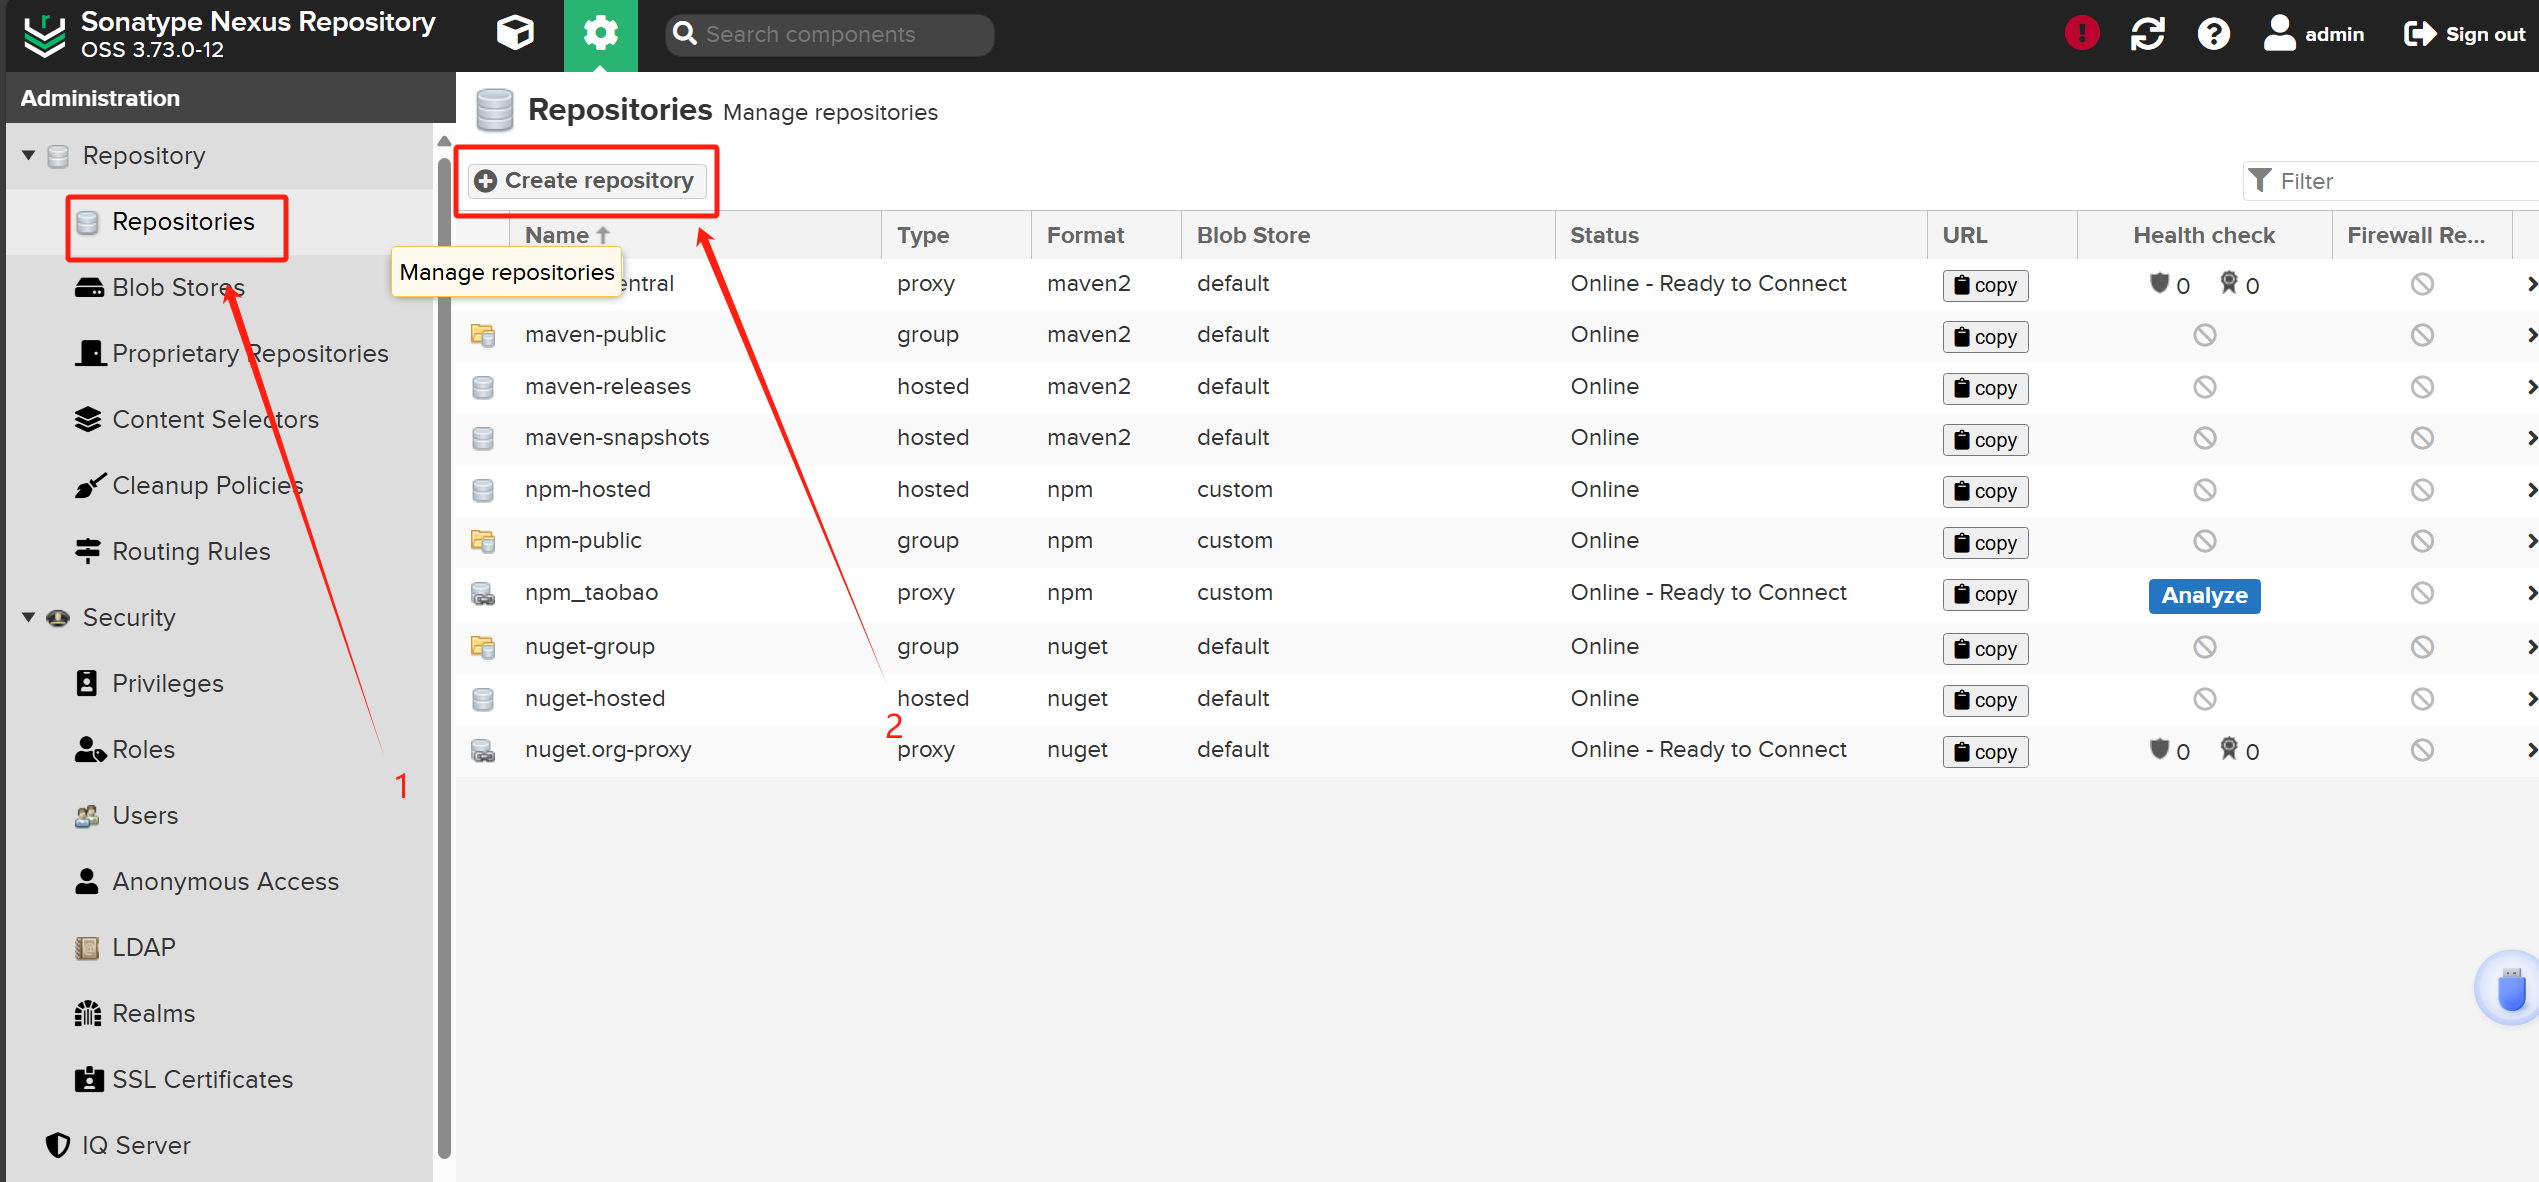 Sonatype Nexus Repository
OSS 3.73.0-12
Search components
admin
Sign out
Administration
Repository
Repositories
Blob Stores
Proprietary Repositories
Content Selectors
Cleanup Policies
Routing Rules
Security
Privileges
Roles
Users
Anonymous Access
LDAP
Realms
SSL Certificates
IQ Server
1
Repositories Manage repositories
Create repository
Filter
Name Type Format Blob Store Status URL Health check Firewall Re...
Manage repositories
entral proxy maven2 default Online - Ready to Connect copy 0 0
maven-public group maven2 default Online copy
maven-releases hosted maven2 default Online copy
maven-snapshots hosted maven2 default Online copy
npm-hosted hosted npm custom Online copy
npm-public group npm custom Online copy
npm_taobao proxy npm custom Online - Ready to Connect copy Analyze
nuget-group group nuget default Online copy
nuget-hosted hosted nuget default Online copy
2
nuget.org-proxy proxy nuget default Online - Ready to Connect copy 0 0